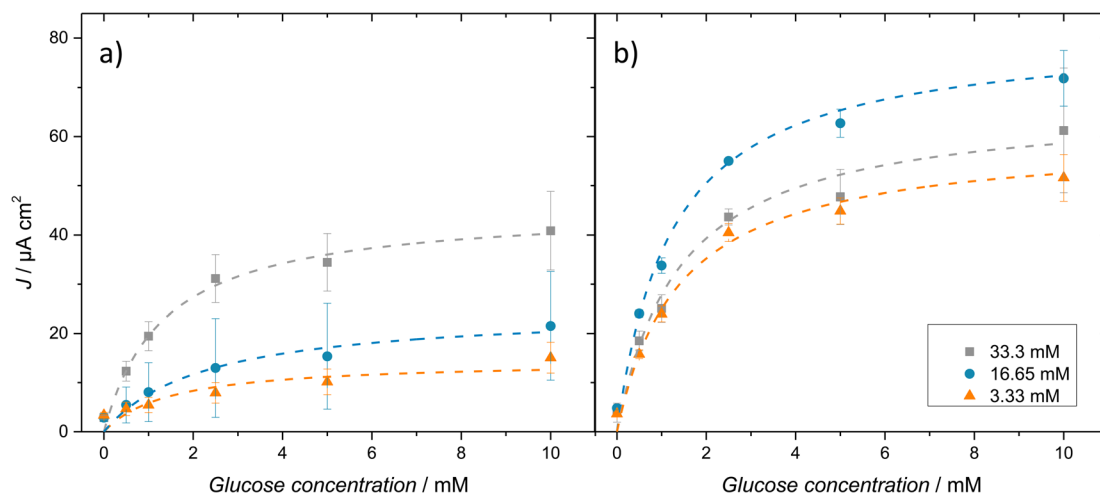 a)
b)
80
60
40
20
0
J / µA cm²
0 2 4 6 8 10
0 2 4 6 8 10
Glucose concentration / mM
Glucose concentration / mM
33.3 mM
16.65 mM
3.33 mM